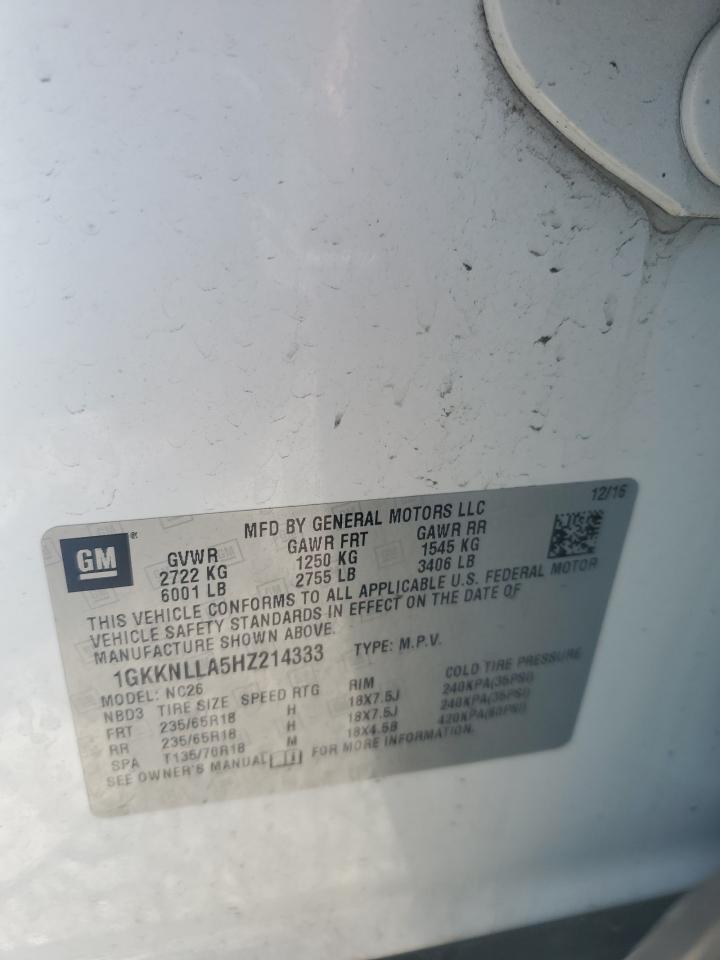 GM
MFD BY GENERAL MOTORS LLC
12/16
GVWR GAWR FRT GAWR RR
2722 KG 1250 KG 1545 KG
6001 LB 2755 LB 3406 LB
THIS VEHICLE CONFORMS TO ALL APPLICABLE U.S. FEDERAL MOTOR
VEHICLE SAFETY STANDARDS IN EFFECT ON THE DATE OF
MANUFACTURE SHOWN ABOVE.
1GKKNLLA5HZ214333 TYPE: M.P.V.
MODEL: NC26
NBD3 TIRE SIZE SPEED RTG RIM COLD TIRE PRESSURE
FRT 235/65R18 H 18X7.5J 240KPA(35PSI)
RR 235/65R18 H 18X7.5J 240KPA(35PSI)
SPA T135/70R18 M 18X4.5B 420KPA(60PSI)
SEE OWNER'S MANUAL FOR MORE INFORMATION.